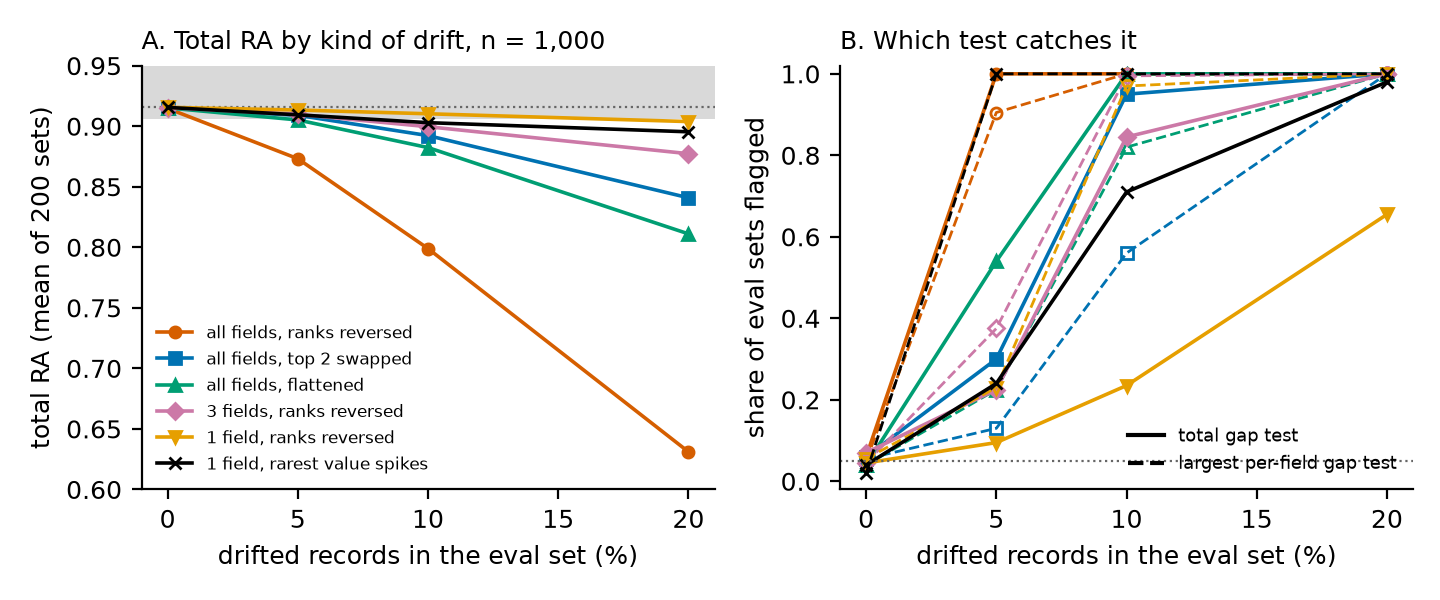 A. Total RA by kind of drift, n = 1,000
total RA (mean of 200 sets)
0.95
0.90
0.85
0.80
0.75
0.70
0.65
0.60
all fields, ranks reversed
all fields, top 2 swapped
all fields, flattened
3 fields, ranks reversed
1 field, ranks reversed
1 field, rarest value spikes
0
5
10
15
20
drifted records in the eval set (%)
B. Which test catches it
share of eval sets flagged
1.0
0.8
0.6
0.4
0.2
0.0
total gap test
largest per-field gap test
0
5
10
15
20
drifted records in the eval set (%)